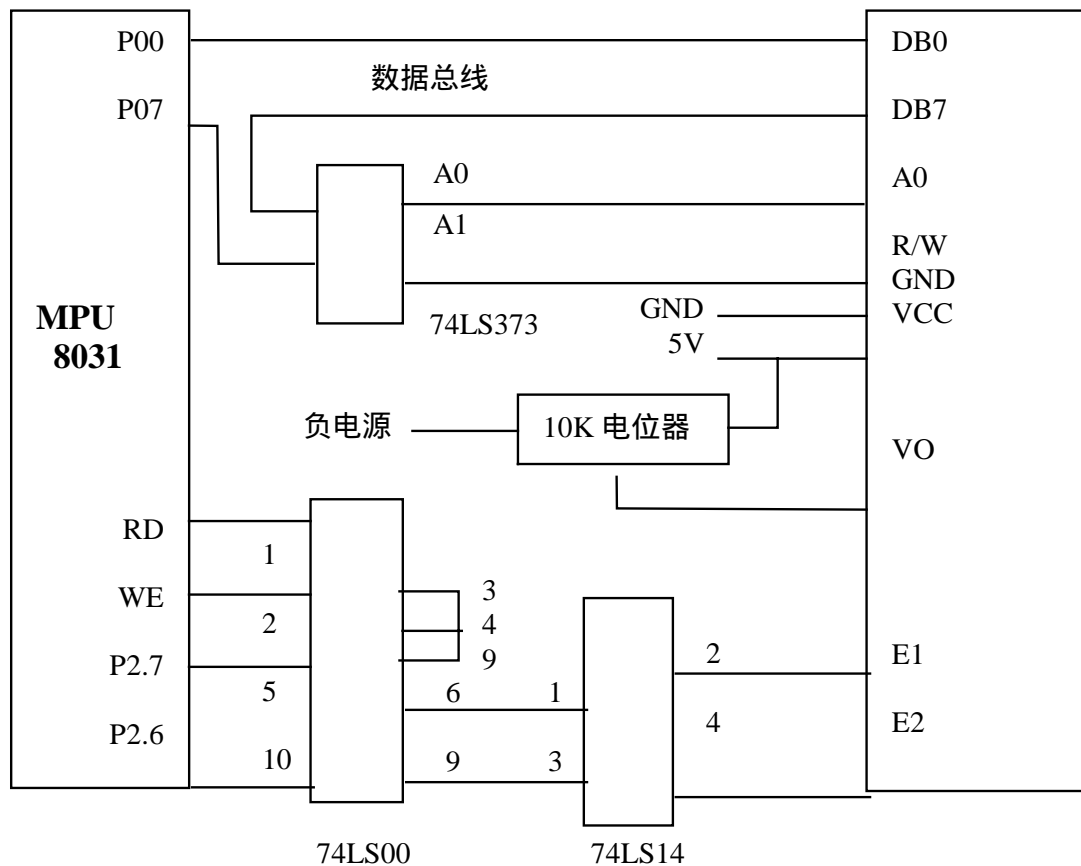 P00
DB0
数据总线
P07
DB7
A0
A0
A1
R/W
GND
MPU
8031
74LS373
GND
VCC
5V
负电源
10K 电位器
VO
RD
1
WE
3
2
4
P2.7
9
2
E1
5
6
1
P2.6
4
E2
10
9
3
74LS00
74LS14